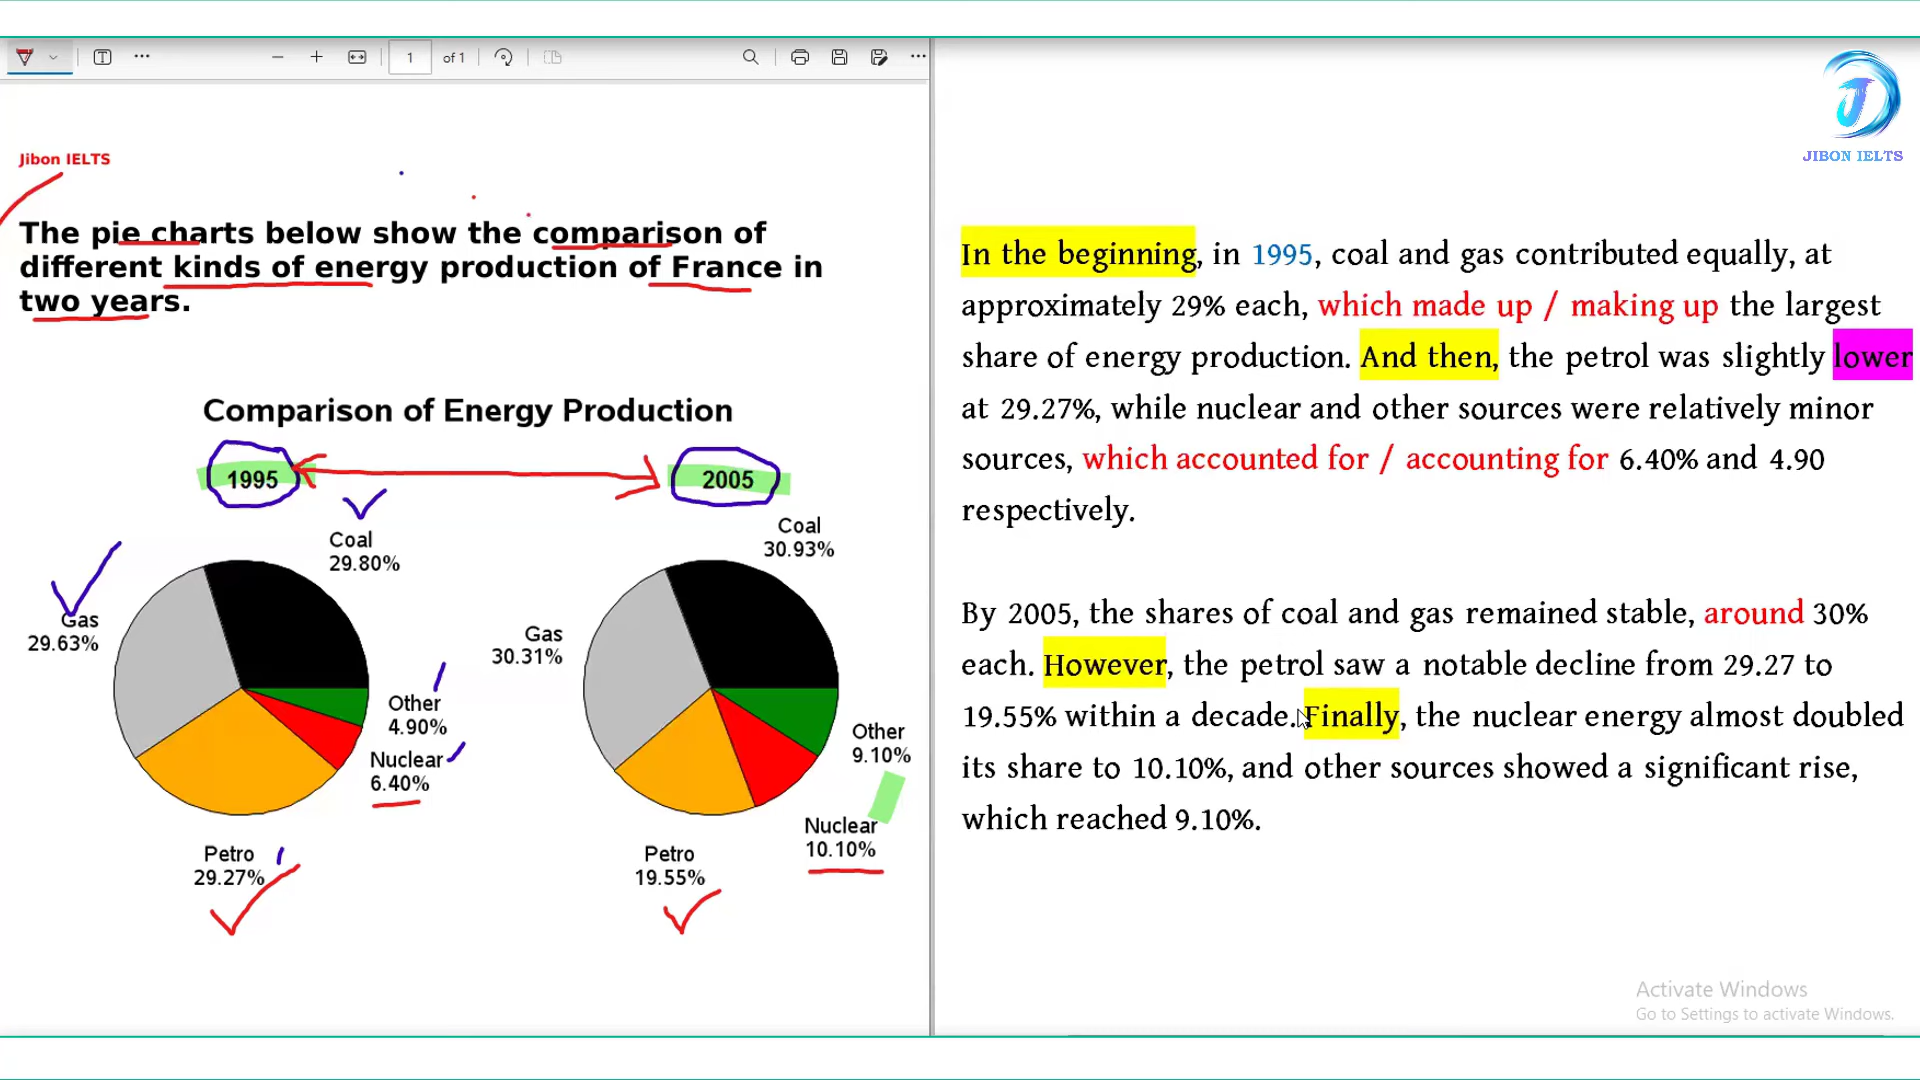 1 of 1
Jibon IELTS
The pie charts below show the comparison of
different kinds of energy production of France in
two years.
Comparison of Energy Production
1995
2005
Coal
29.80%
Gas
29.63%
Other
4.90%
Nuclear
6.40%
Petro
29.27%
Coal
30.93%
Gas
30.31%
Other
9.10%
Nuclear
10.10%
Petro
19.55%
JIBON IELTS
In the beginning, in 1995, coal and gas contributed equally, at
approximately 29% each, which made up / making up the largest
share of energy production. And then, the petrol was slightly lower
at 29.27%, while nuclear and other sources were relatively minor
sources, which accounted for / accounting for 6.40% and 4.90
respectively.
By 2005, the shares of coal and gas remained stable, around 30%
each. However, the petrol saw a notable decline from 29.27 to
19.55% within a decade. Finally, the nuclear energy almost doubled
its share to 10.10%, and other sources showed a significant rise,
which reached 9.10%.
Activate Windows
Go to Settings to activate Windows.